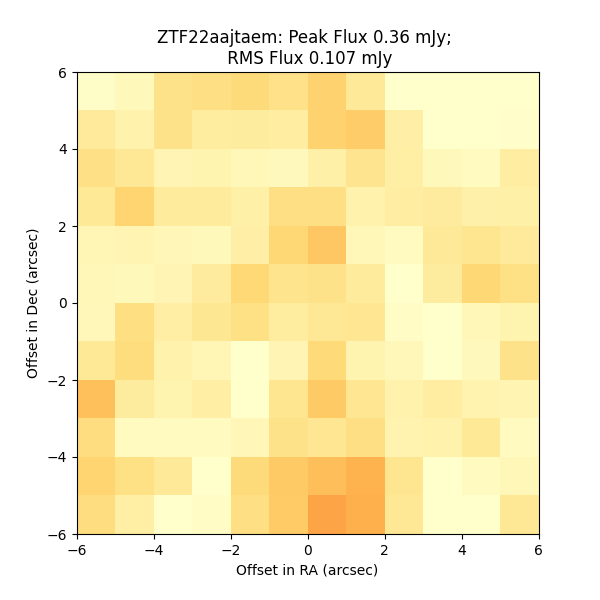 ZTF22aajtaem: Peak Flux 0.36 mJy;
RMS Flux 0.107 mJy
6
4
2
0
−2
−4
−6
Offset in Dec (arcsec)
−6 −4 −2 0 2 4 6
Offset in RA (arcsec)